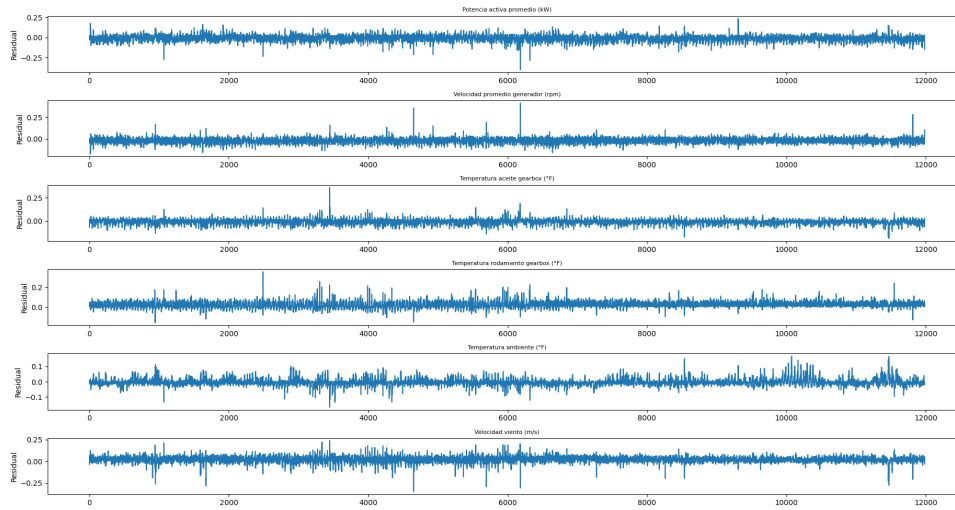 Potencia activa promedio (kW)
Residual
0.25
0.00
−0.25
0 2000 4000 6000 8000 10000 12000
Velocidad promedio generador (rpm)
Residual
0.25
0.00
0 2000 4000 6000 8000 10000 12000
Temperatura aceite gearbox (°F)
Residual
0.25
0.00
0 2000 4000 6000 8000 10000 12000
Temperatura rodamiento gearbox (°F)
Residual
0.2
0.0
0 2000 4000 6000 8000 10000 12000
Temperatura ambiente (°F)
Residual
0.1
0.0
−0.1
0 2000 4000 6000 8000 10000 12000
Velocidad viento (m/s)
Residual
0.25
0.00
−0.25
0 2000 4000 6000 8000 10000 12000